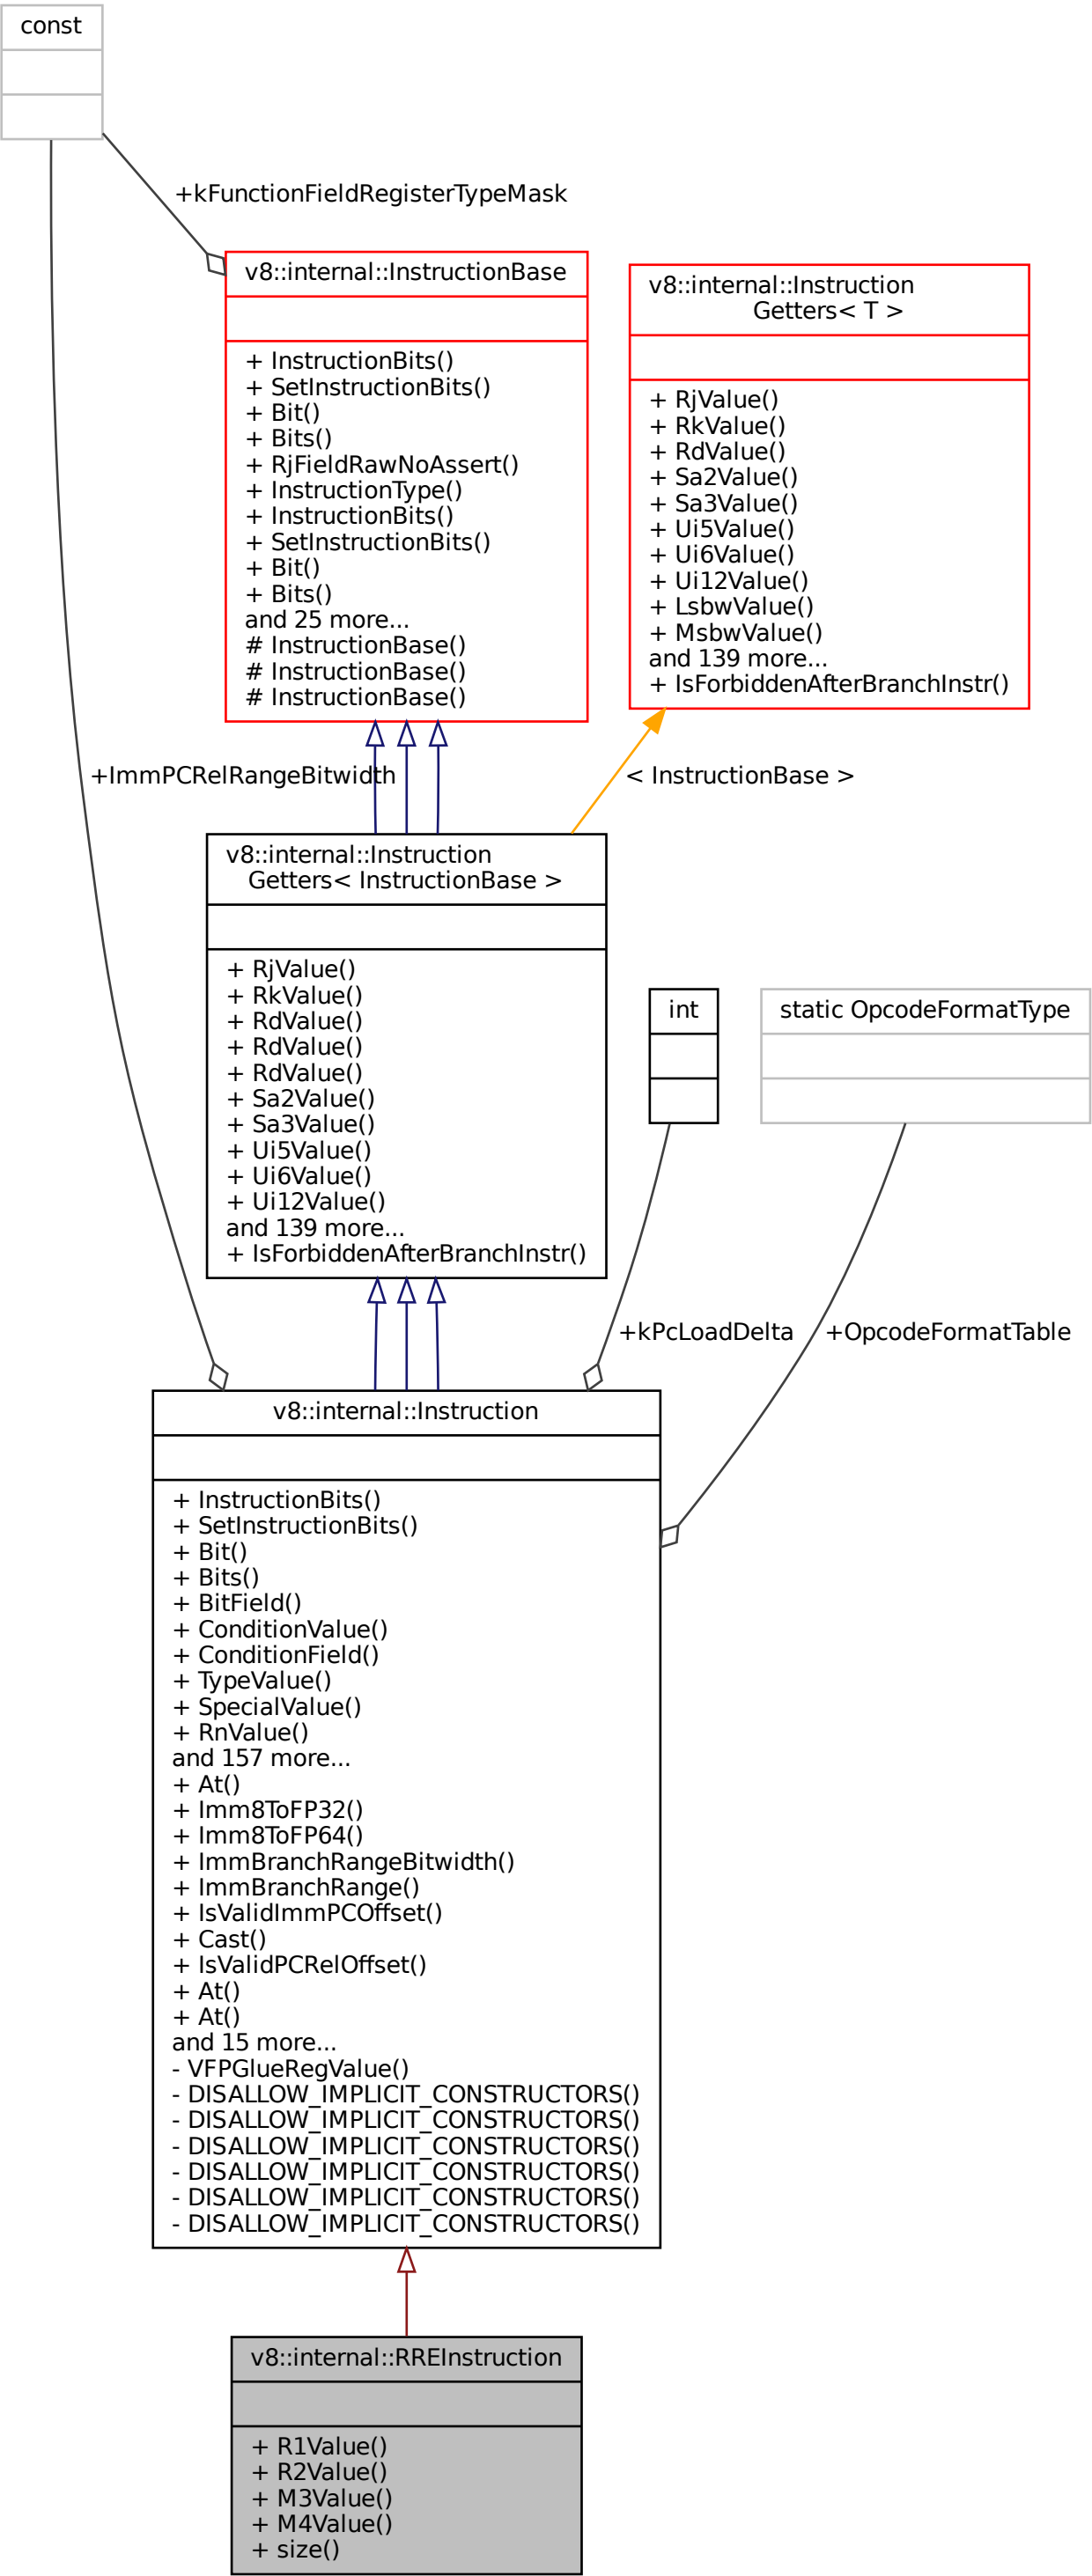 const
+kFunctionFieldRegisterTypeMask
v8::internal::InstructionBase
+ InstructionBits()
+ SetInstructionBits()
+ Bit()
+ Bits()
+ RjFieldRawNoAssert()
+ InstructionType()
+ InstructionBits()
+ SetInstructionBits()
+ Bit()
+ Bits()
and 25 more...
# InstructionBase()
# InstructionBase()
# InstructionBase()
v8::internal::Instruction
Getters< T >
+ RjValue()
+ RkValue()
+ RdValue()
+ Sa2Value()
+ Sa3Value()
+ Ui5Value()
+ Ui6Value()
+ Ui12Value()
+ LsbwValue()
+ MsbwValue()
and 139 more...
+ IsForbiddenAfterBranchInstr()
+ImmPCRelRangeBitwidth
< InstructionBase >
v8::internal::Instruction
Getters< InstructionBase >
+ RjValue()
+ RkValue()
+ RdValue()
+ RdValue()
+ RdValue()
+ Sa2Value()
+ Sa3Value()
+ Ui5Value()
+ Ui6Value()
+ Ui12Value()
and 139 more...
+ IsForbiddenAfterBranchInstr()
int
static OpcodeFormatType
+kPcLoadDelta
+OpcodeFormatTable
v8::internal::Instruction
+ InstructionBits()
+ SetInstructionBits()
+ Bit()
+ Bits()
+ BitField()
+ ConditionValue()
+ ConditionField()
+ TypeValue()
+ SpecialValue()
+ RnValue()
and 157 more...
+ At()
+ Imm8ToFP32()
+ Imm8ToFP64()
+ ImmBranchRangeBitwidth()
+ ImmBranchRange()
+ IsValidImmPCOffset()
+ Cast()
+ IsValidPCRelOffset()
+ At()
+ At()
and 15 more...
- VFPGlueRegValue()
- DISALLOW_IMPLICIT_CONSTRUCTORS()
- DISALLOW_IMPLICIT_CONSTRUCTORS()
- DISALLOW_IMPLICIT_CONSTRUCTORS()
- DISALLOW_IMPLICIT_CONSTRUCTORS()
- DISALLOW_IMPLICIT_CONSTRUCTORS()
- DISALLOW_IMPLICIT_CONSTRUCTORS()
v8::internal::RREInstruction
+ R1Value()
+ R2Value()
+ M3Value()
+ M4Value()
+ size()